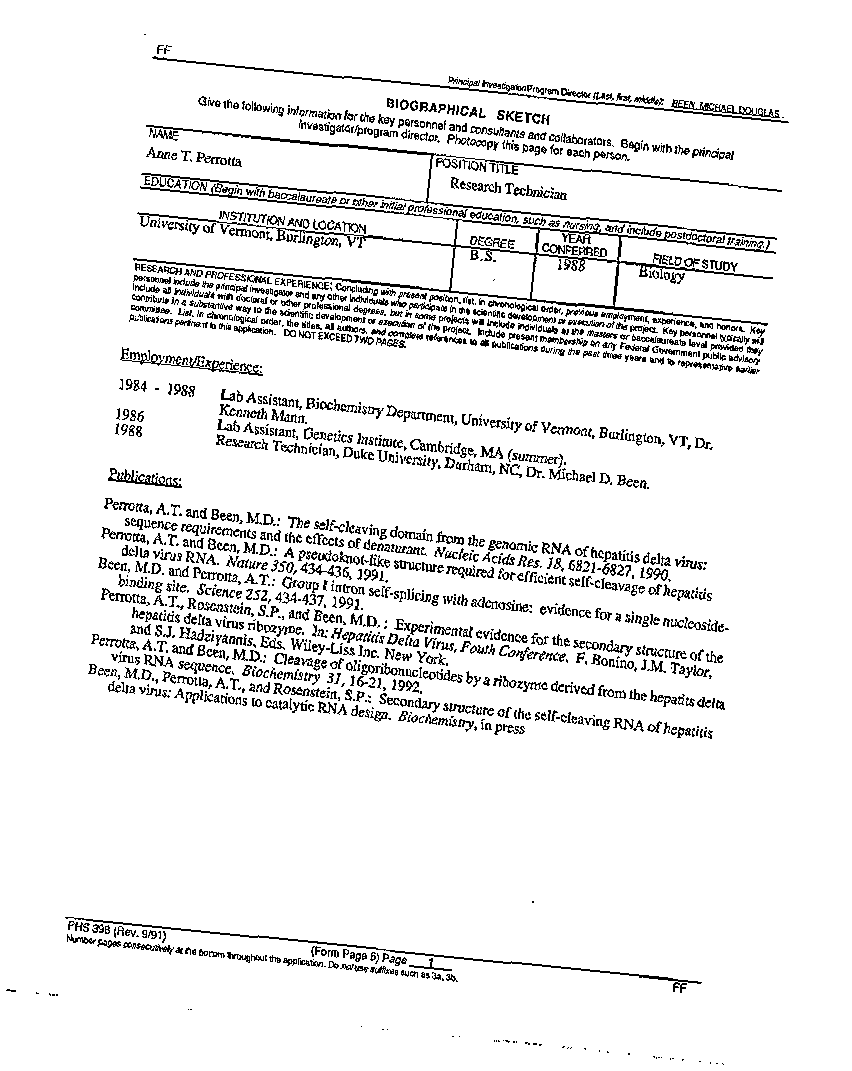 FF
Principal Investigator/Program Director (Last, first, middle): BEEN, MICHAEL DOUGLAS
BIOGRAPHICAL SKETCH
Give the following information for the key personnel and consultants and collaborators. Begin with the principal
investigator/program director. Photocopy this page for each person.
NAME
POSITION TITLE
Anne T. Perrotta
Research Technician
EDUCATION (Begin with baccalaureate or other initial professional education, such as nursing, and include postdoctoral training.)
INSTITUTION AND LOCATION
DEGREE
YEAR
CONFERRED
FIELD OF STUDY
University of Vermont, Burlington, VT
B.S.
1988
Biology
RESEARCH AND PROFESSIONAL EXPERIENCE: Concluding with present position, list, in chronological order, previous employment, experience, and honors. Key
personnel include the principal investigator and any other individuals who participate in the scientific development or execution of the project. Key personnel typically will
include all individuals with doctoral or other professional degrees, but in some projects will include individuals at the masters or baccalaureate level provided they
contribute in a substantive way to the scientific development or execution of the project. Include present membership on any Federal Government public advisory
committee. List, in chronological order, the titles, all authors, and complete references to all publications during the past three years and to representative earlier
publications pertinent to this application. DO NOT EXCEED TWO PAGES.
Employment/Experience:
1984 - 1988 Lab Assistant, Biochemistry Department, University of Vermont, Burlington, VT, Dr.
Kenneth Mann.
1986 Lab Assistant, Genetics Institute, Cambridge, MA (summer).
1988 Research Technician, Duke University, Durham, NC, Dr. Michael D. Been.
Publications:
Perrotta, A.T. and Been, M.D.: The self-cleaving domain from the genomic RNA of hepatitis delta virus:
sequence requirements and the effects of denaturant. Nucleic Acids Res. 18, 6821-6827, 1990.
Perrotta, A.T. and Been, M.D.: A pseudoknot-like structure required for efficient self-cleavage of hepatitis
delta virus RNA. Nature 350, 434-436, 1991.
Been, M.D. and Perrotta, A.T.: Group I intron self-splicing with adenosine: evidence for a single nucleoside-
binding site. Science 252, 434-437, 1991.
Perrotta, A.T., Rosenstein, S.P., and Been, M.D. : Experimental evidence for the secondary structure of the
hepatitis delta virus ribozyme. In: Hepatitis Delta Virus, Fouth Conference. F. Bonino, J.M. Taylor,
and S.J. Hadziyannis, Eds. Wiley-Liss Inc. New York.
Perrotta, A.T. and Been, M.D.: Cleavage of oligoribonucleotides by a ribozyme derived from the hepatits delta
virus RNA sequence. Biochemistry 31, 16-21, 1992.
Been, M.D., Perrotta, A.T., and Rosenstein, S.P.: Secondary structure of the self-cleaving RNA of hepatitis
delta virus: Applications to catalytic RNA design. Biochemistry, in press
PHS 398 (Rev. 9/91)
(Form Page 6) Page 1
Number pages consecutively at the bottom throughout the application. Do not use suffixes such as 3a, 3b.
FF